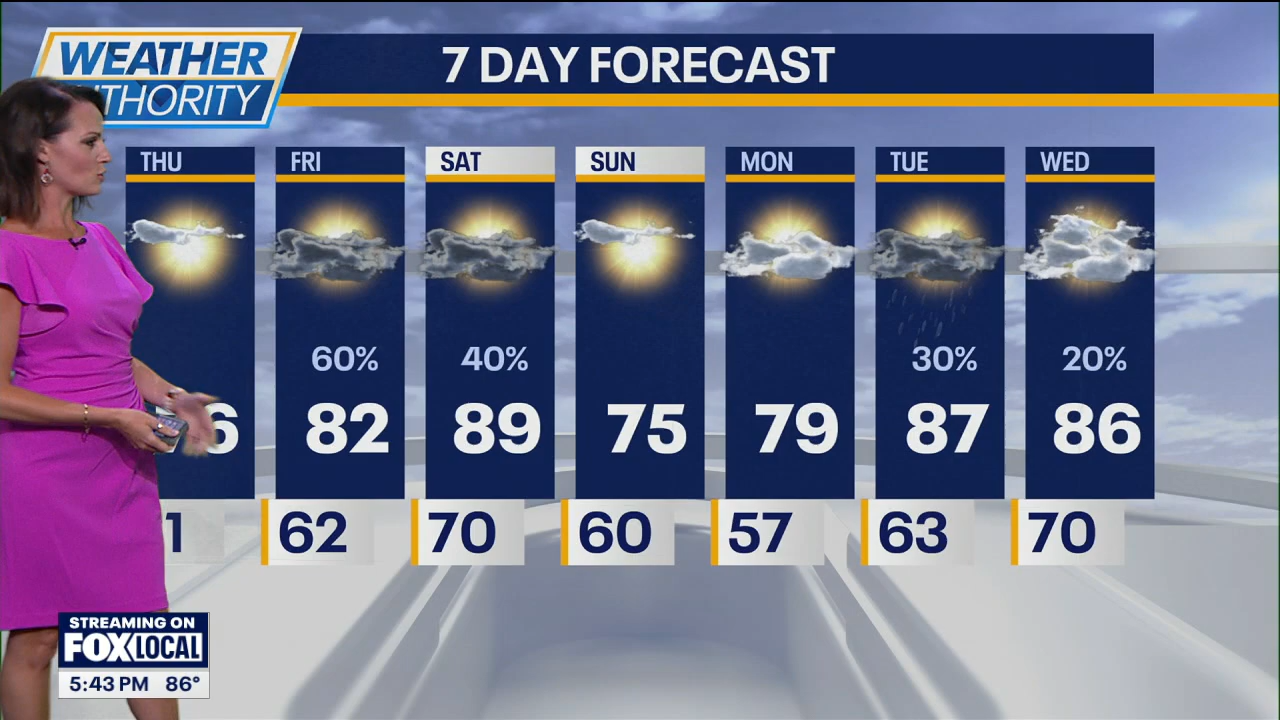 WEATHER
7 DAY FORECAST
THU FRI SAT SUN MON TUE WED
60% 40% 30% 20%
82 89 75 79 87 86
62 70 60 57 63 70
STREAMING ON
FOX LOCAL
5:43 PM 86°